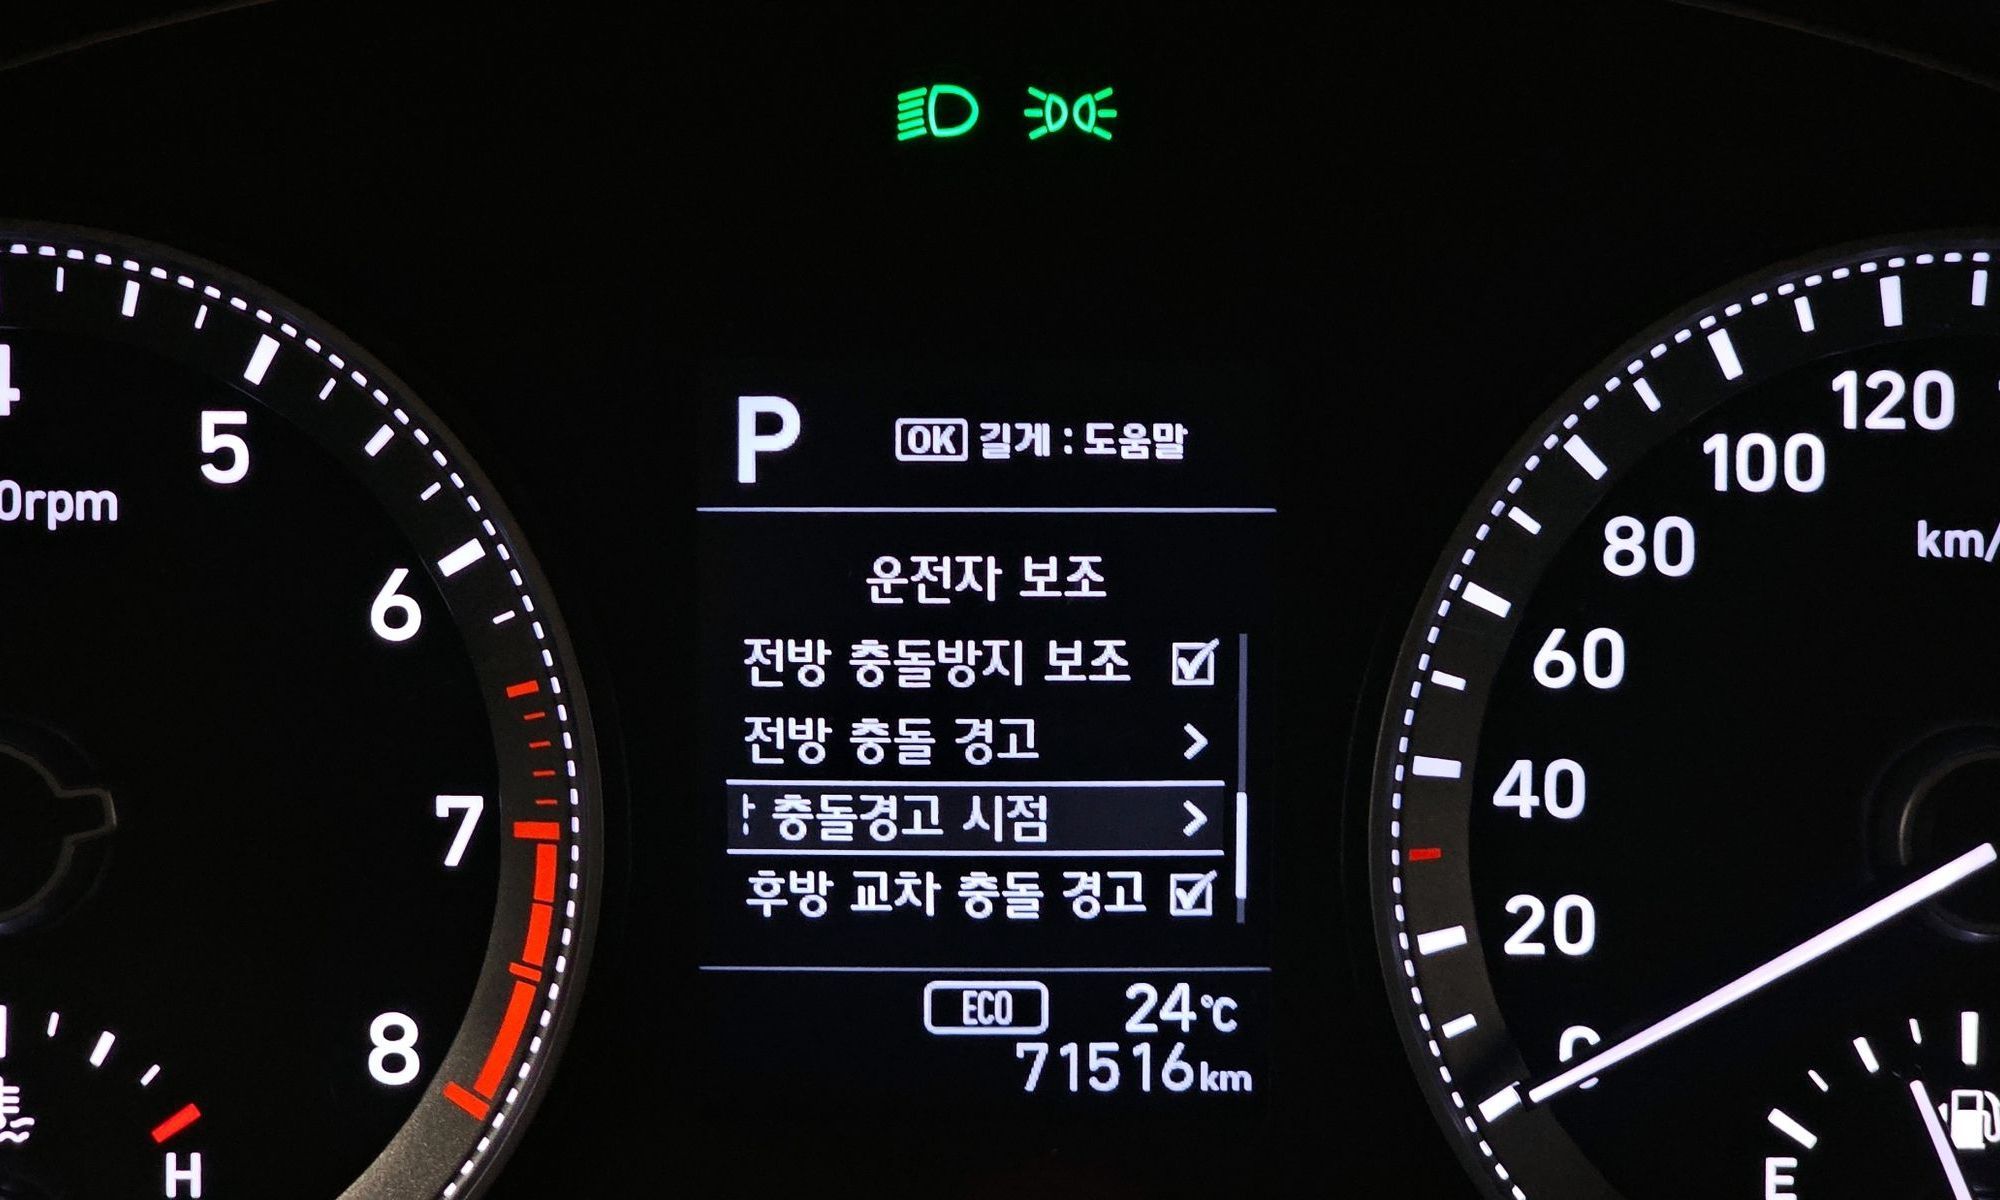 4
5
0rpm
6
7
8
H
P
OK 길게 : 도움말
운전자 보조
전방 충돌방지 보조
전방 충돌 경고
충돌경고 시점
후방 교차 충돌 경고
ECO 24℃
71516km
120
100
km/
80
60
40
20
0
E